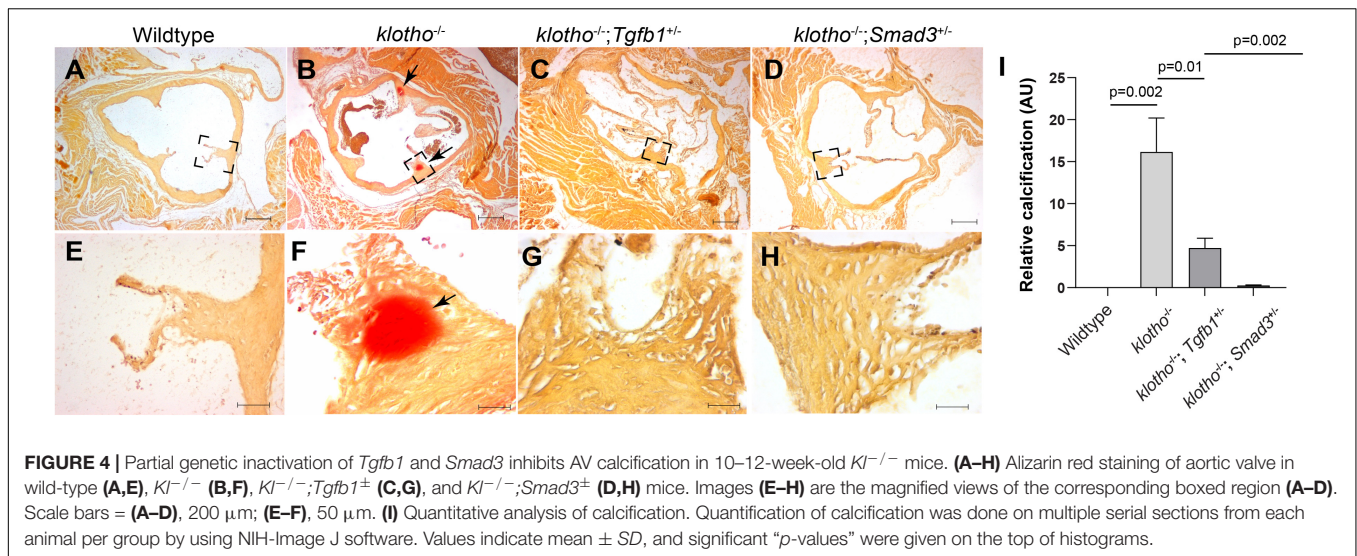 Wildtype
klotho-/-
klotho-/-;Tgfb1+/-
klotho-/-;Smad3+/-
A
B
C
D
E
F
G
H
I
p=0.002
p=0.01
p=0.002
Relative calcification (AU)
25
20
15
10
5
0
Wildtype
klotho-/-
klotho-/-; Tgfb1+/-
klotho-/-; Smad3+/-
FIGURE 4 | Partial genetic inactivation of Tgfb1 and Smad3 inhibits AV calcification in 10–12-week-old Kl−/− mice. (A–H) Alizarin red staining of aortic valve in
wild-type (A,E), Kl−/− (B,F), Kl−/−;Tgfb1± (C,G), and Kl−/−;Smad3± (D,H) mice. Images (E–H) are the magnified views of the corresponding boxed region (A–D).
Scale bars = (A–D), 200 μm; (E–F), 50 μm. (I) Quantitative analysis of calcification. Quantification of calcification was done on multiple serial sections from each
animal per group by using NIH-Image J software. Values indicate mean ± SD, and significant “p-values” were given on the top of histograms.